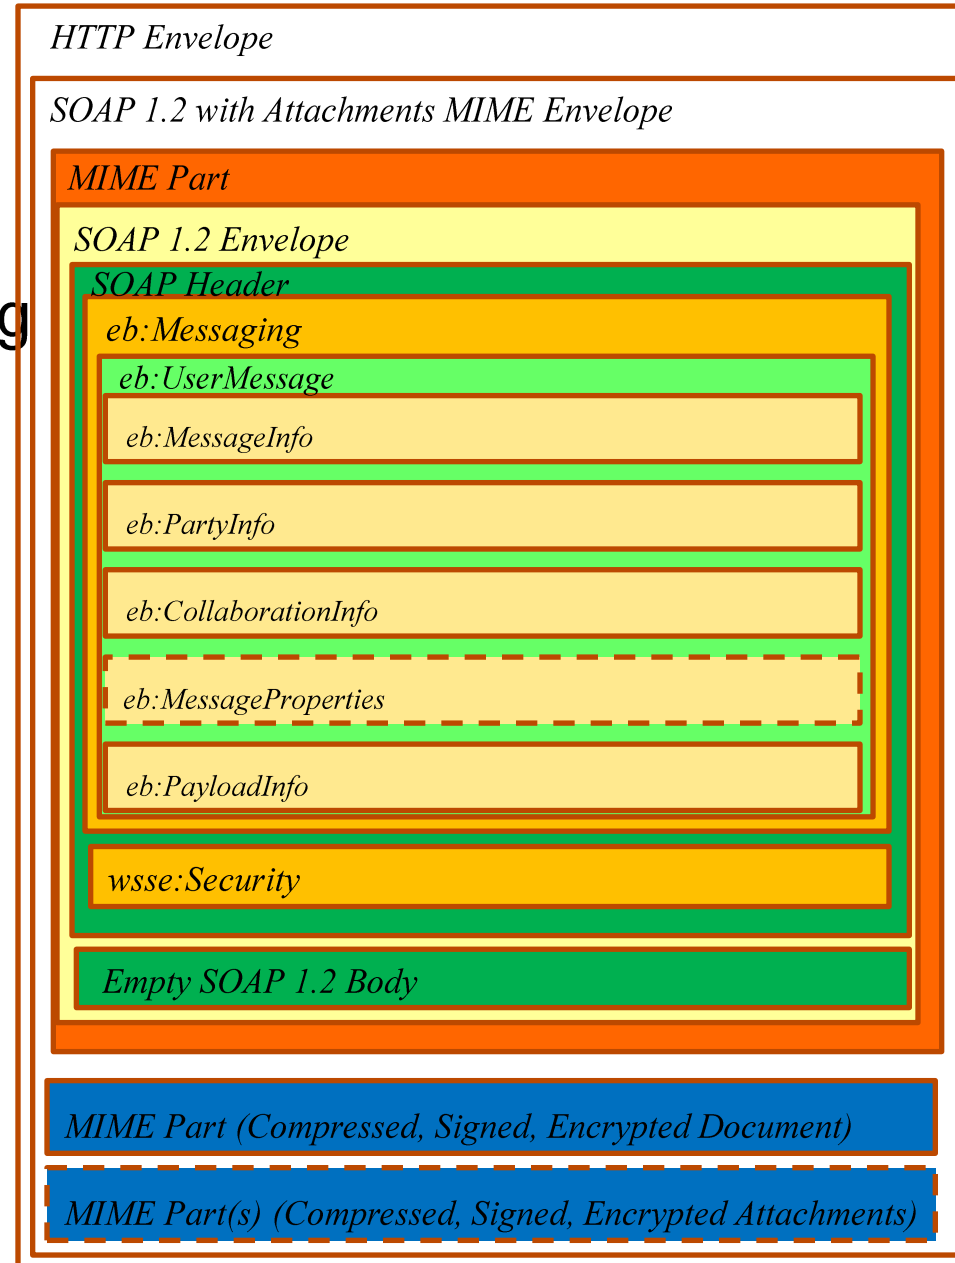 HTTP Envelope
SOAP 1.2 with Attachments MIME Envelope
MIME Part
SOAP 1.2 Envelope
SOAP Header
g
eb:Messaging
eb:UserMessage
eb:MessageInfo
eb:PartyInfo
eb:CollaborationInfo
eb:MessageProperties
eb:PayloadInfo
wsse:Security
Empty SOAP 1.2 Body
MIME Part (Compressed, Signed, Encrypted Document)
MIME Part(s) (Compressed, Signed, Encrypted Attachments)